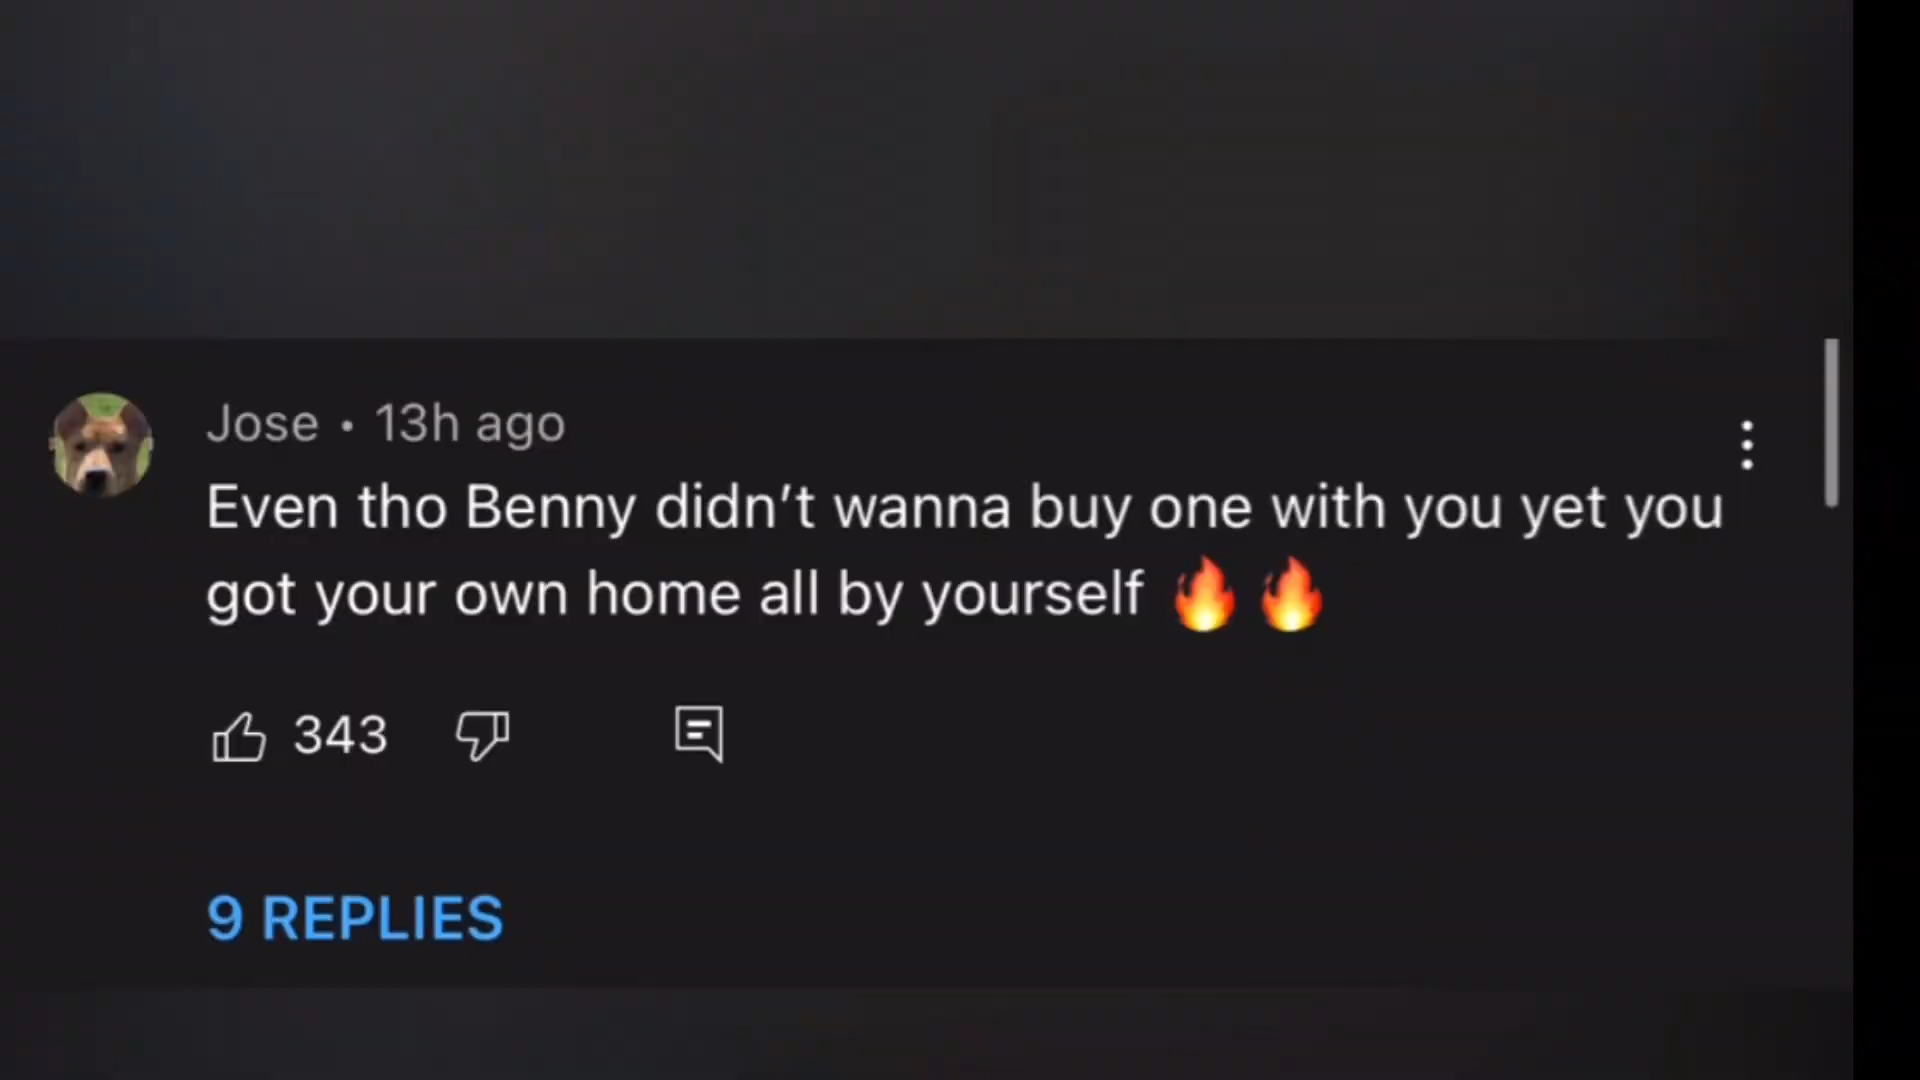 Jose • 13h ago
Even tho Benny didn’t wanna buy one with you yet you
got your own home all by yourself 🔥 🔥
343
9 REPLIES